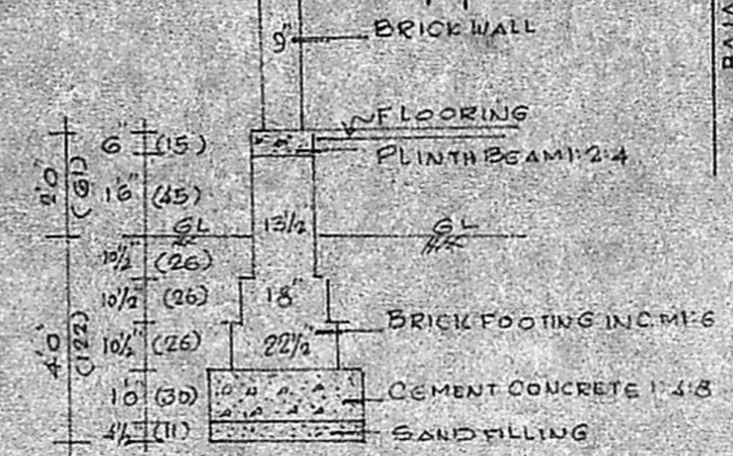 9" BRICK WALL
FLOORING
6" (15)
PLINTH BEAM 1:2:4
2'0" (61)
1'6" (45)
GL 13½" GL
10½" (26)
10½" (26) 18"
BRICK FOOTING IN C.M 1:6
4'0" (122)
10½" (26) 22½"
1'0" (30) CEMENT CONCRETE 1:4:8
4½" (11) SAND FILLING